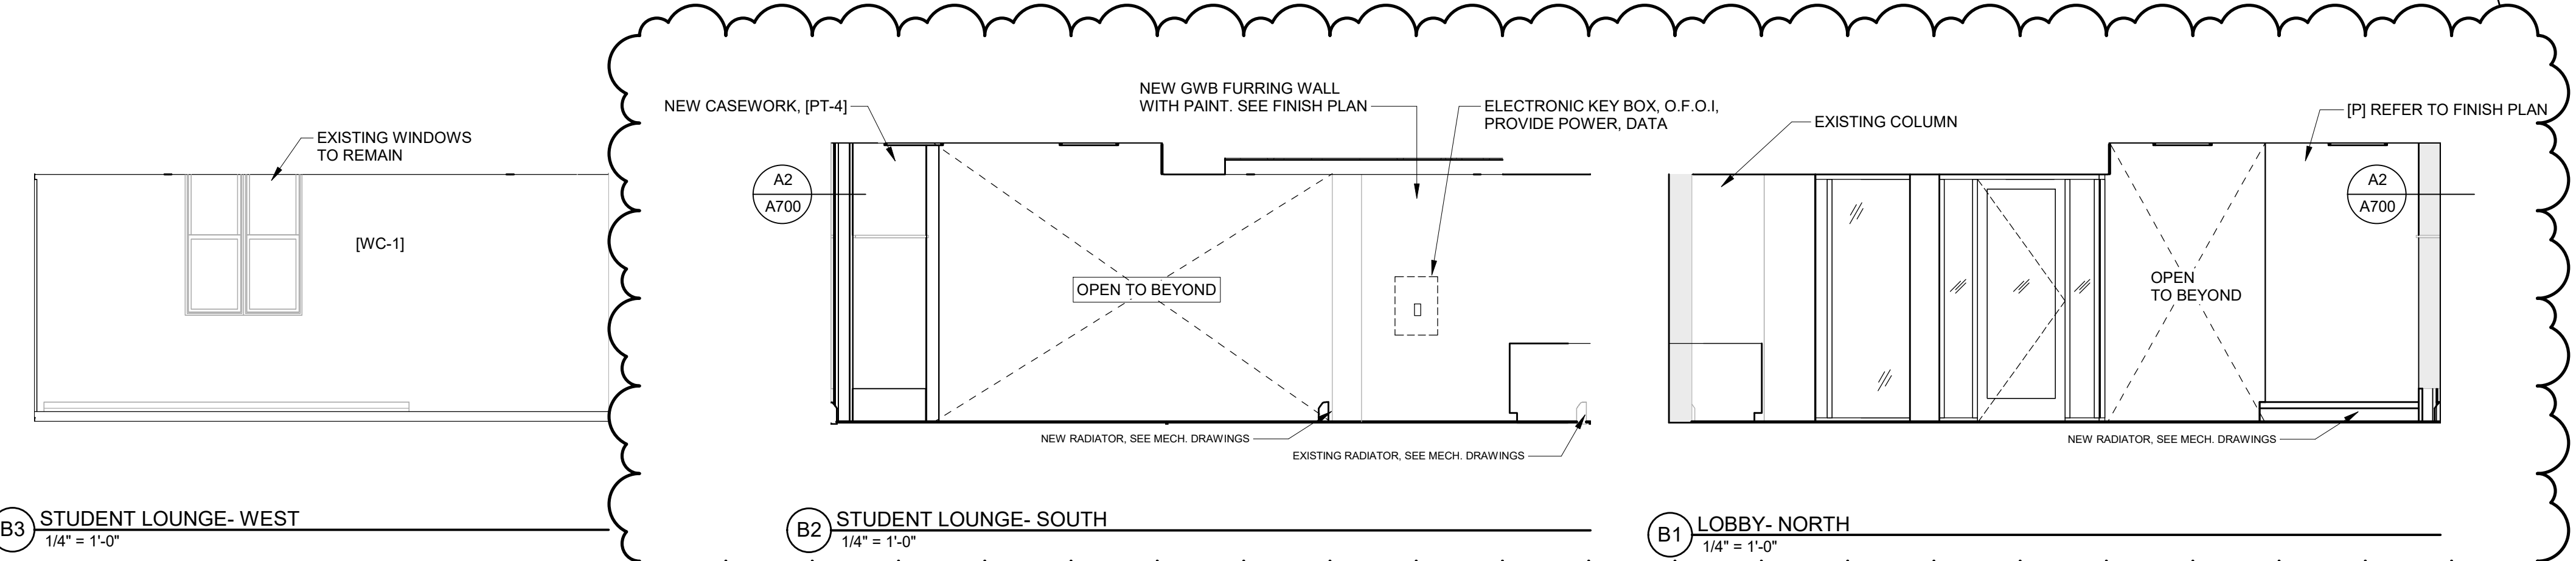 NEW CASEWORK, [PT-4]
NEW GWB FURRING WALL
WITH PAINT. SEE FINISH PLAN
ELECTRONIC KEY BOX, O.F.O.I,
PROVIDE POWER, DATA
EXISTING COLUMN
[P] REFER TO FINISH PLAN
EXISTING WINDOWS
TO REMAIN
[WC-1]
A2
A700
OPEN TO BEYOND
A2
A700
OPEN
TO BEYOND
NEW RADIATOR, SEE MECH. DRAWINGS
EXISTING RADIATOR, SEE MECH. DRAWINGS
NEW RADIATOR, SEE MECH. DRAWINGS
B3
STUDENT LOUNGE- WEST
1/4" = 1'-0"
B2
STUDENT LOUNGE- SOUTH
1/4" = 1'-0"
B1
LOBBY- NORTH
1/4" = 1'-0"